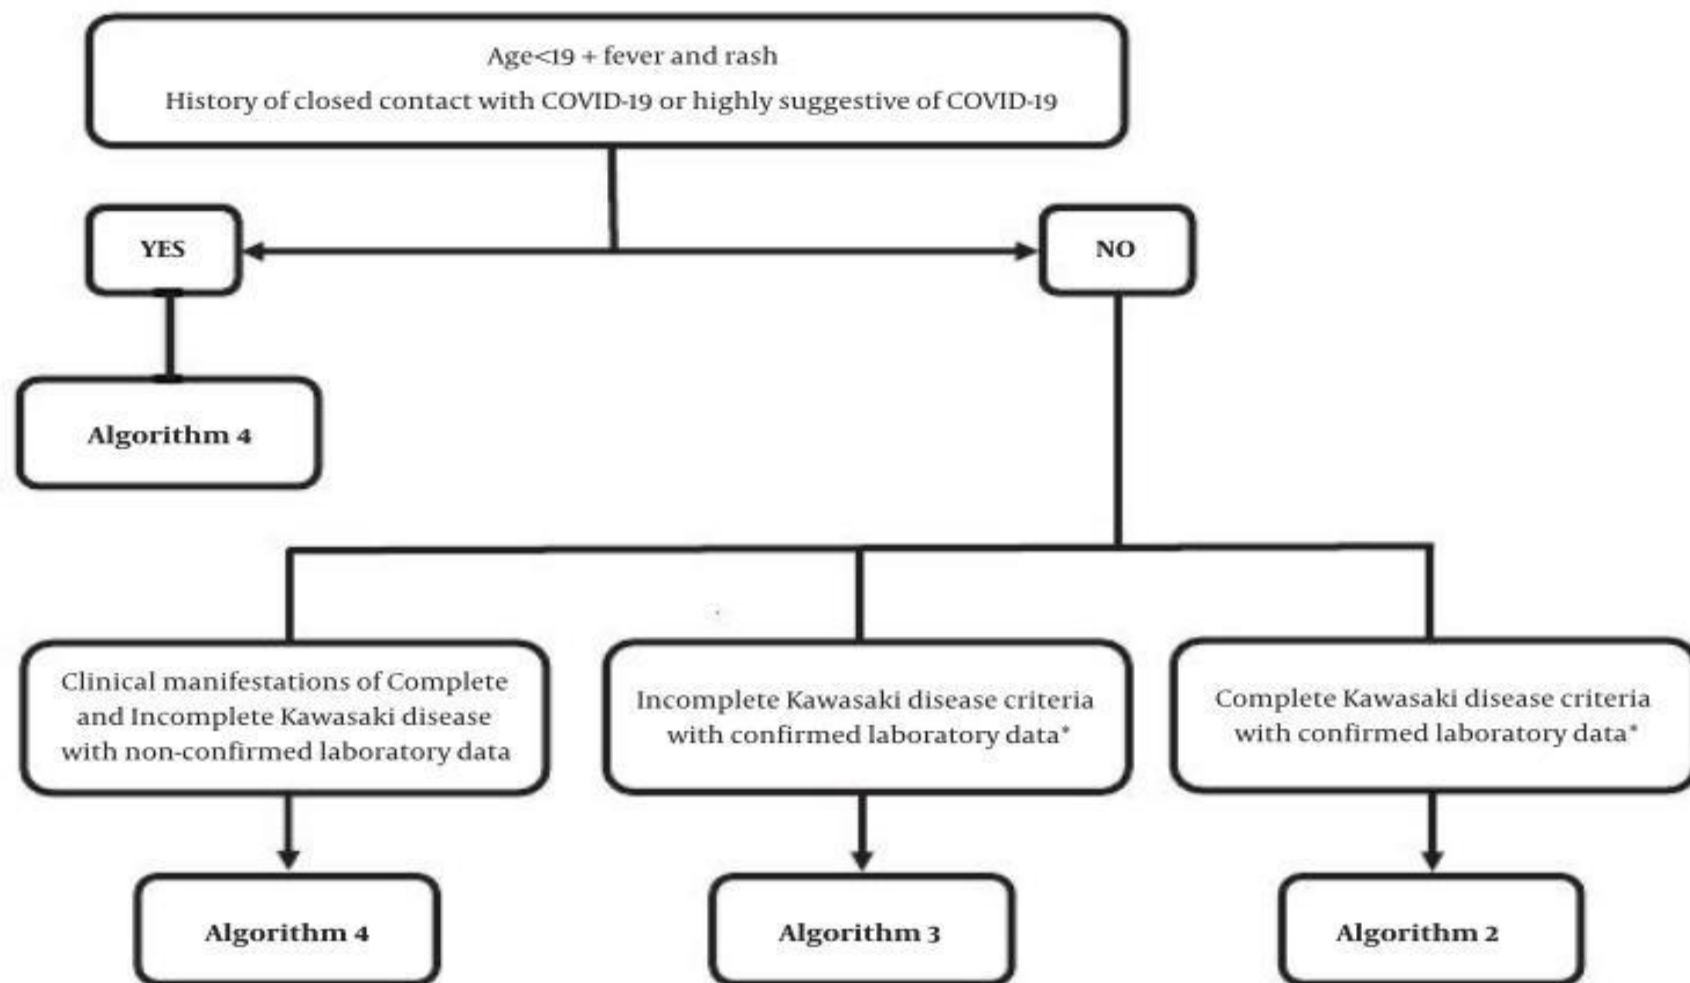 Age<19 + fever and rash
History of closed contact with COVID-19 or highly suggestive of COVID-19
YES
NO
Algorithm 4
Clinical manifestations of Complete
and Incomplete Kawasaki disease
with non-confirmed laboratory data
Incomplete Kawasaki disease criteria
with confirmed laboratory data*
Complete Kawasaki disease criteria
with confirmed laboratory data*
Algorithm 4
Algorithm 3
Algorithm 2